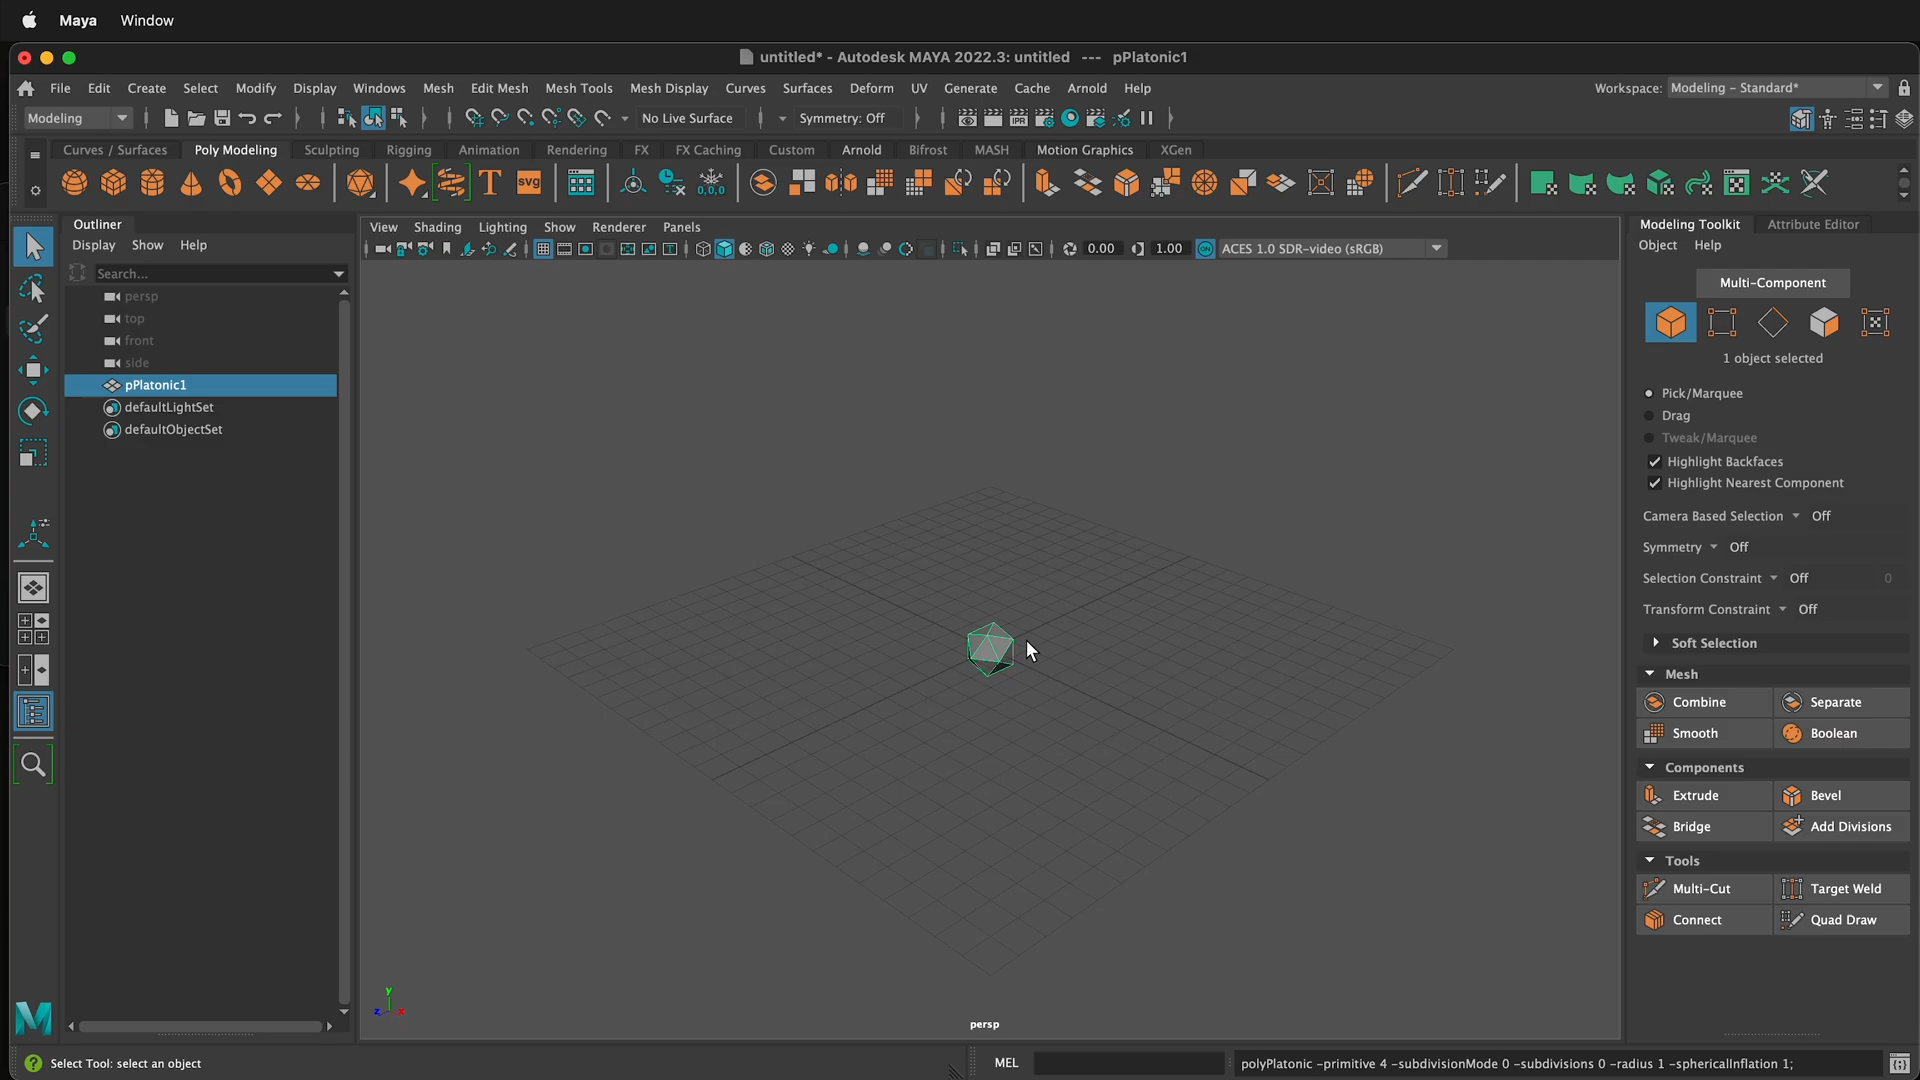 Maya Window
untitled* - Autodesk MAYA 2022.3: untitled --- pPlatonic1
File Edit Create Select Modify Display Windows Mesh Edit Mesh Mesh Tools Mesh Display Curves Surfaces Deform UV Generate Cache Arnold Help Workspace: Modeling - Standard*
Modeling No Live Surface Symmetry: Off
Curves / Surfaces Poly Modeling Sculpting Rigging Animation Rendering FX FX Caching Custom Arnold Bifrost MASH Motion Graphics XGen
T SVG 0,0,0
Outliner
Display Show Help
Search...
persp
top
front
side
pPlatonic1
defaultLightSet
defaultObjectSet
View Shading Lighting Show Renderer Panels
IPR
0.00 1.00 ON ACES 1.0 SDR-video (sRGB)
y
z x
persp
Modeling Toolkit Attribute Editor
Object Help
Multi-Component
1 object selected
Pick/Marquee
Drag
Tweak/Marquee
Highlight Backfaces
Highlight Nearest Component
Camera Based Selection Off
Symmetry Off
Selection Constraint Off 0
Transform Constraint Off
Soft Selection
Mesh
Combine Separate
Smooth Boolean
Components
Extrude Bevel
Bridge Add Divisions
Tools
Multi-Cut Target Weld
Connect Quad Draw
M
? Select Tool: select an object MEL polyPlatonic -primitive 4 -subdivisionMode 0 -subdivisions 0 -radius 1 -sphericalInflation 1;